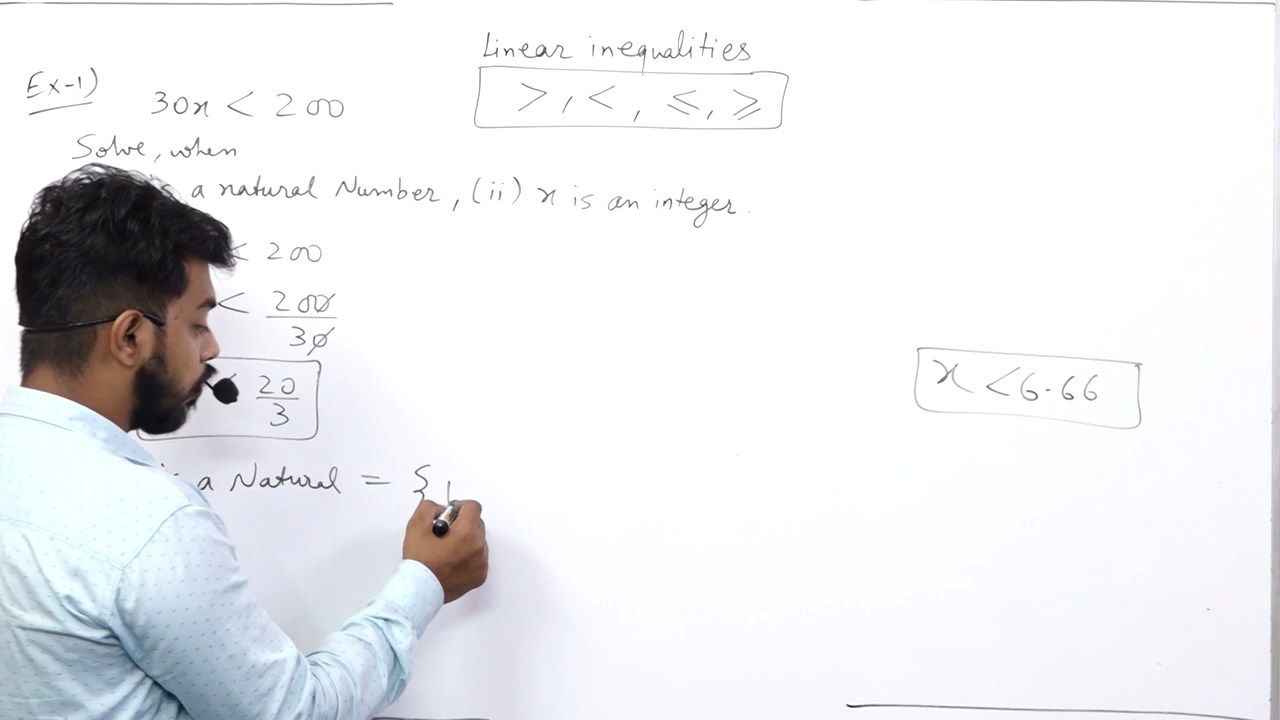 Linear inequalities
>, <, ≤, ≥
Ex-1)
30x < 200
Solve, when
is a natural Number, (ii) x is an integer.
< 200
< 200/30
< 20/3
x < 6.66
a Natural = {1